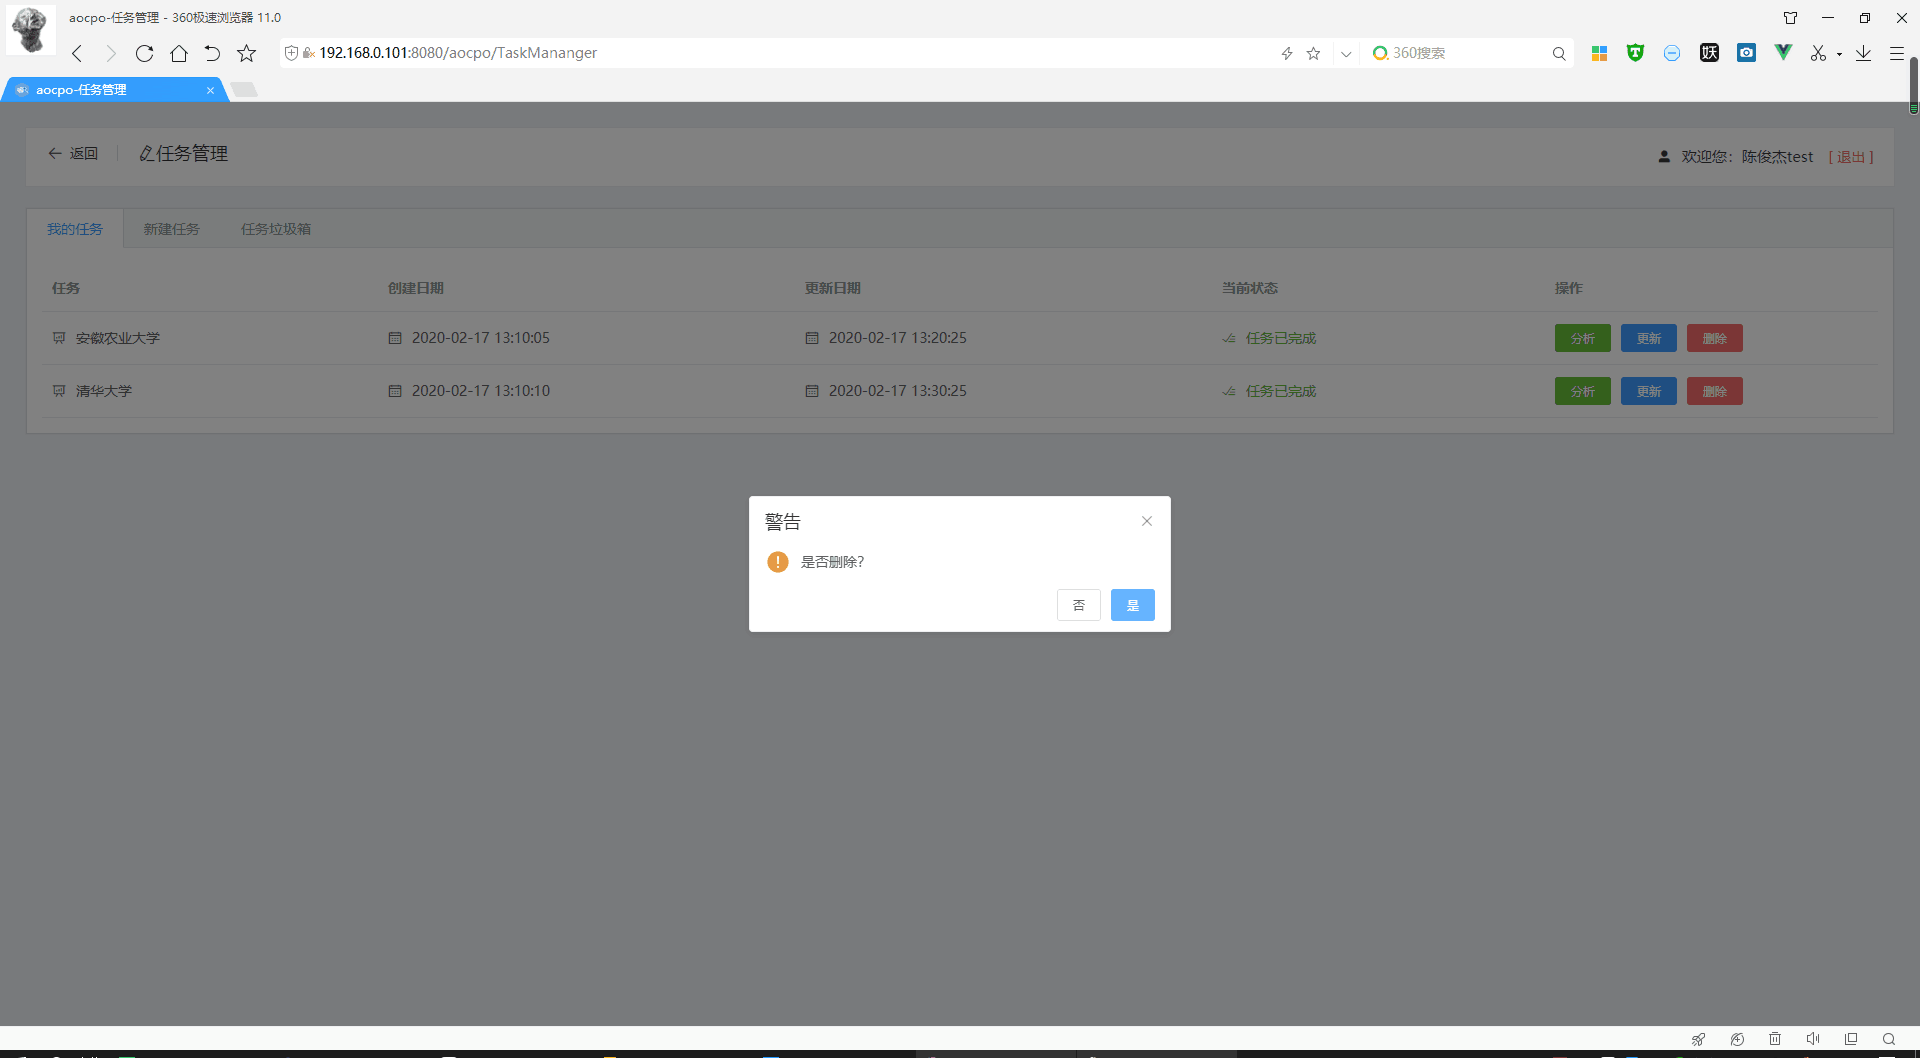 aocpo-任务管理 - 360极速浏览器 11.0
192.168.0.101:8080/aocpo/TaskMananger
360搜索
妖
aocpo-任务管理
返回
任务管理
欢迎您：陈俊杰test [ 退出 ]
我的任务 新建任务 任务垃圾箱
任务 创建日期 更新日期 当前状态 操作
安徽农业大学 2020-02-17 13:10:05 2020-02-17 13:20:25 任务已完成 分析 更新 删除
清华大学 2020-02-17 13:10:10 2020-02-17 13:30:25 任务已完成 分析 更新 删除
警告
是否删除?
否 是